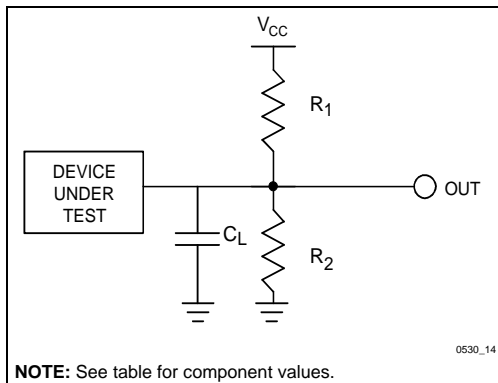 VCC
R1
DEVICE
UNDER
TEST
OUT
CL
R2
0530_14
NOTE: See table for component values.